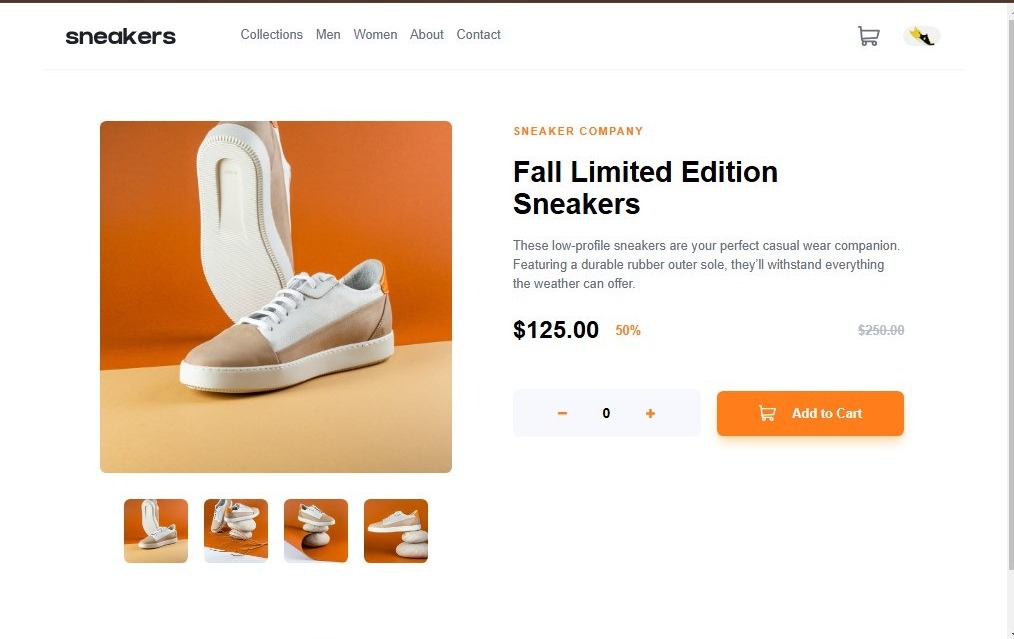 sneakers
Collections Men Women About Contact
SNEAKER COMPANY
Fall Limited Edition
Sneakers
These low-profile sneakers are your perfect casual wear companion.
Featuring a durable rubber outer sole, they’ll withstand everything
the weather can offer.
$125.00 50% $250.00
− 0 + Add to Cart